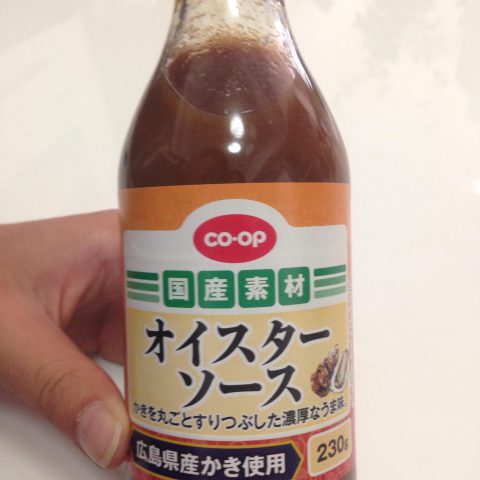 CO·OP
国産素材
オイスター
ソース
かきを丸ごとすりつぶした濃厚なうま味
広島県産かき使用
230g